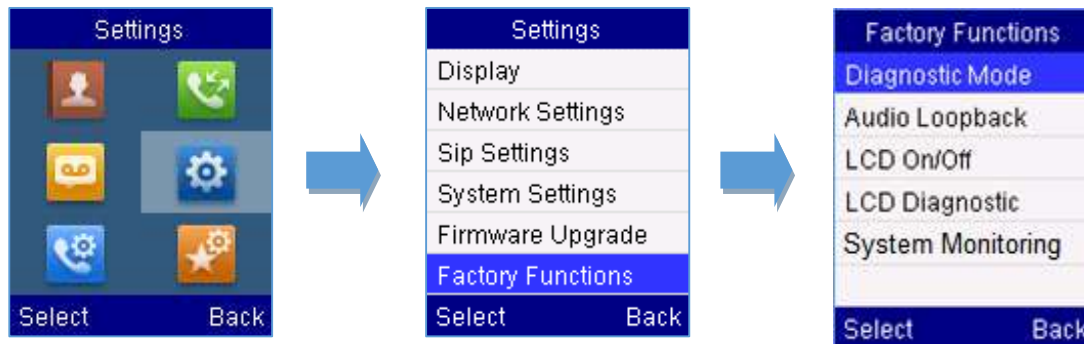 Settings
Select Back
Settings
Display
Network Settings
Sip Settings
System Settings
Firmware Upgrade
Factory Functions
Select Back
Factory Functions
Diagnostic Mode
Audio Loopback
LCD On/Off
LCD Diagnostic
System Monitoring
Select Back